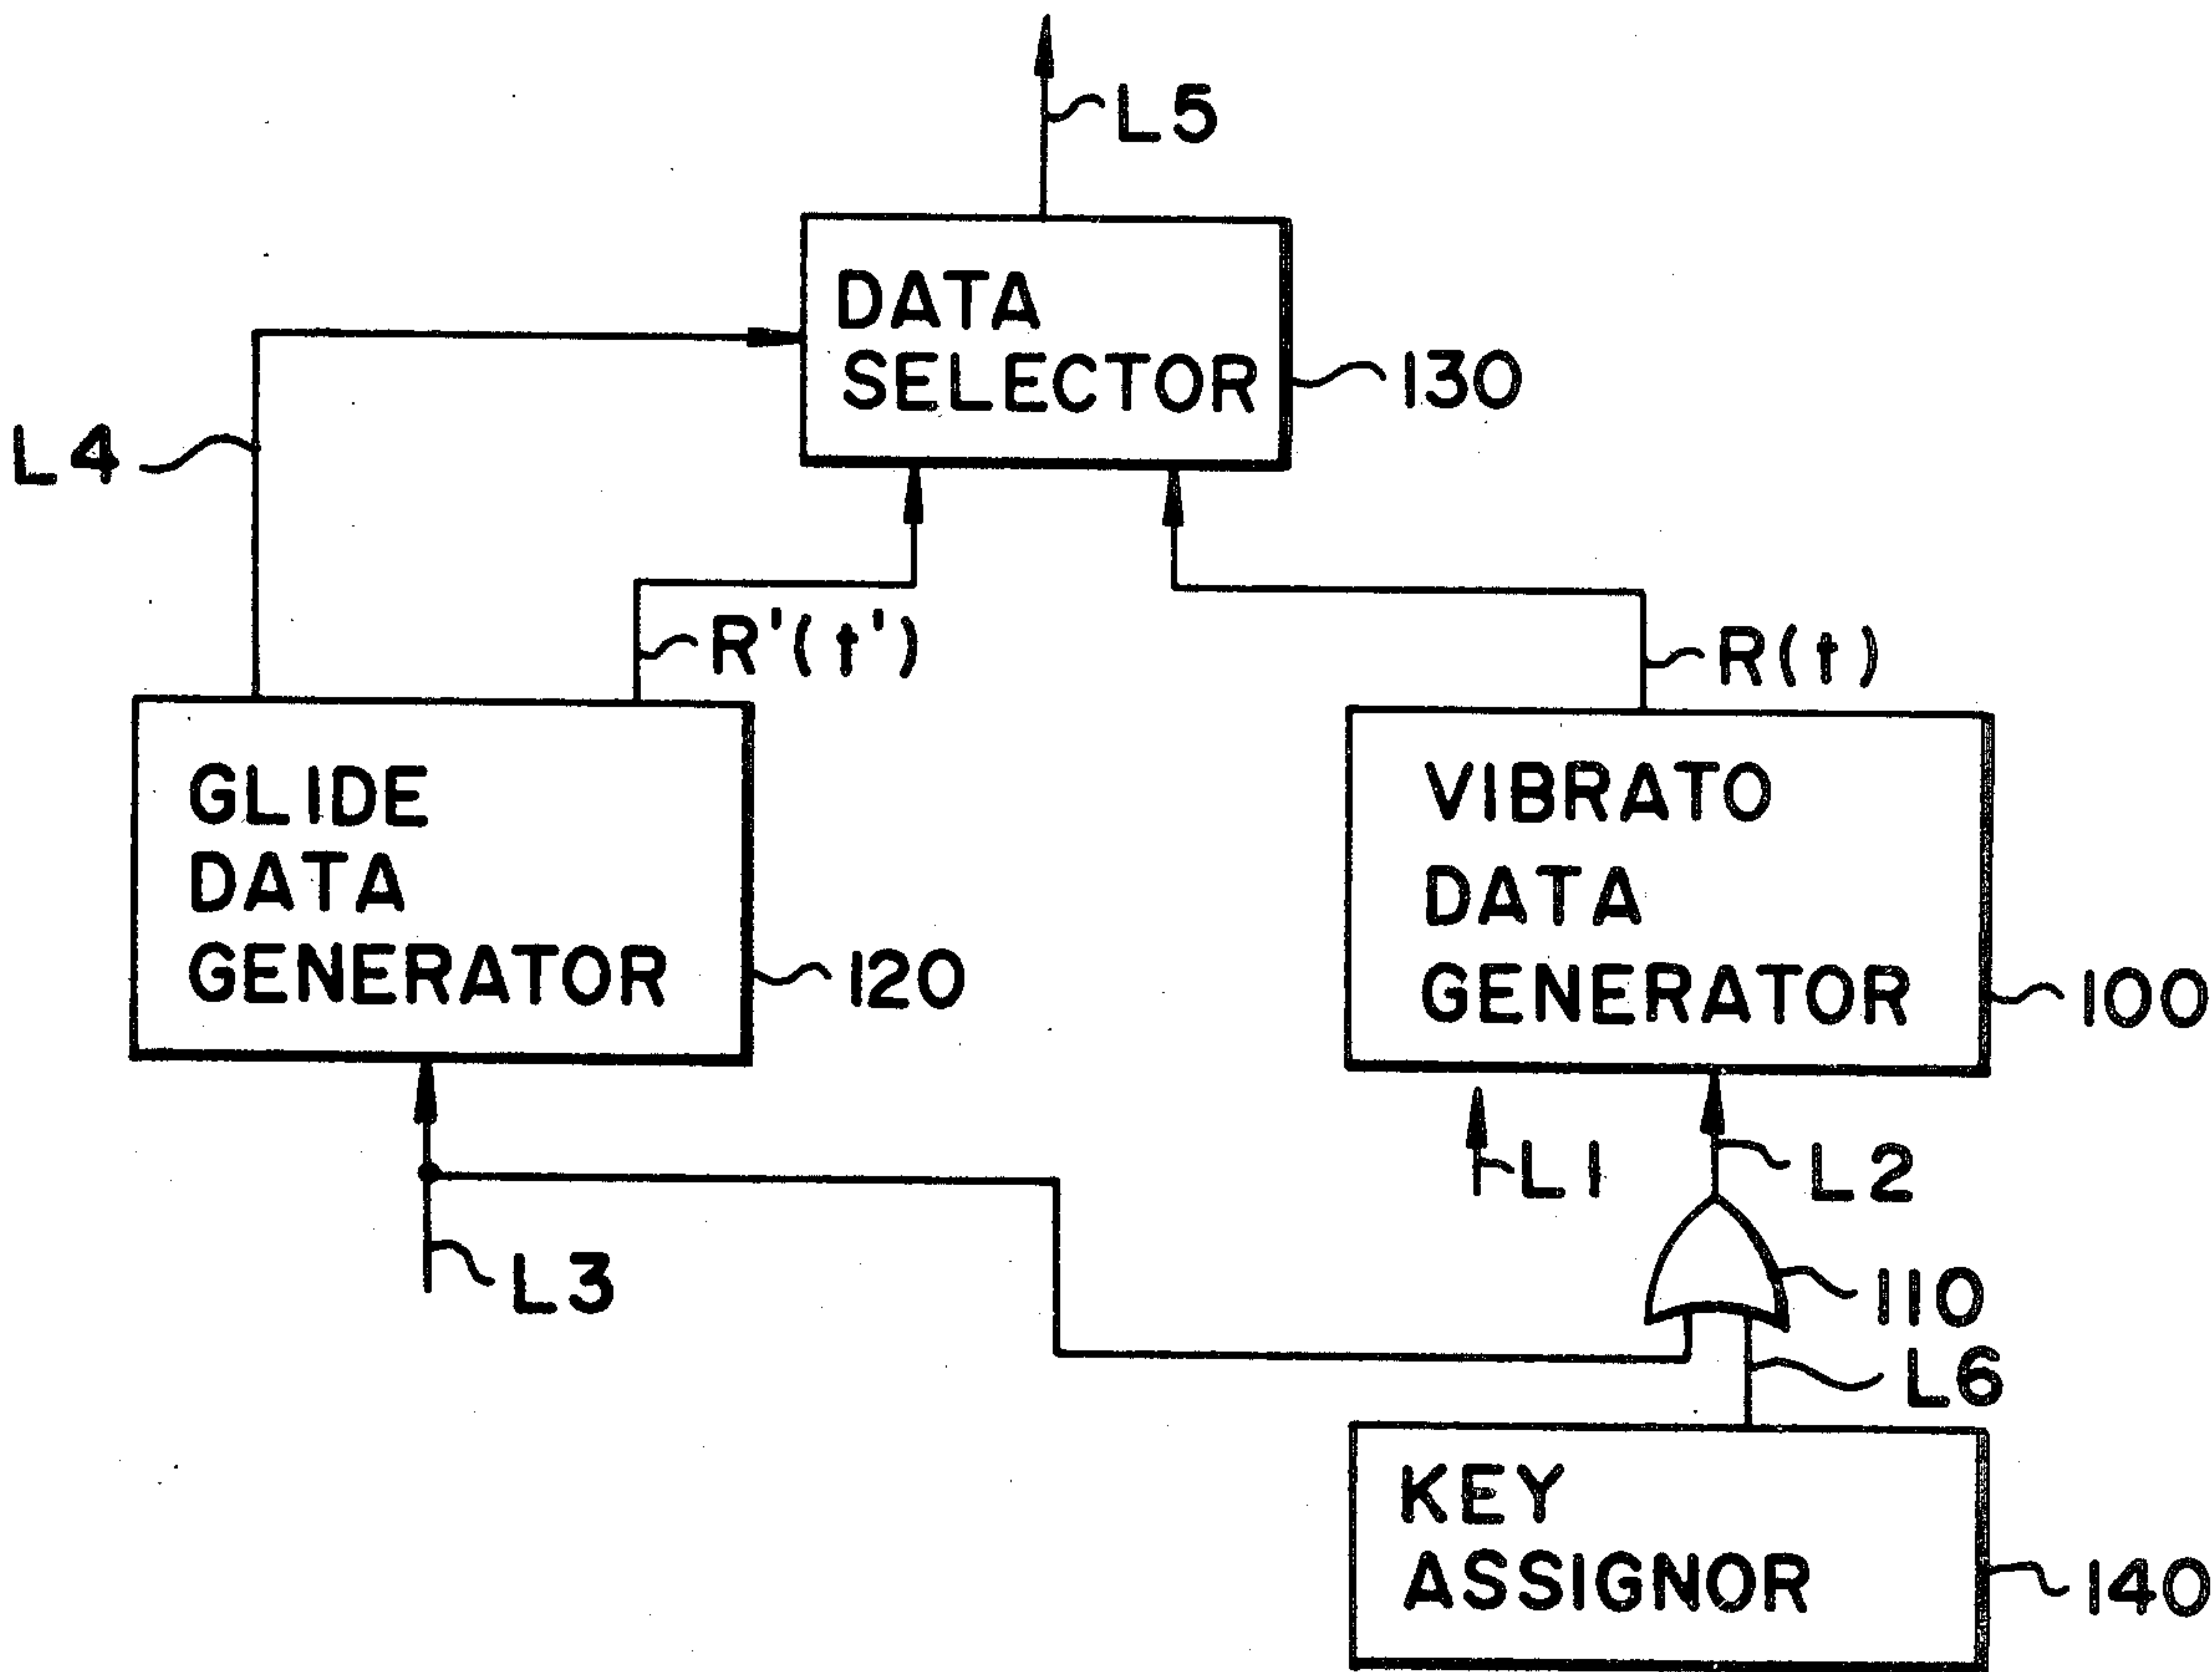 L5
DATA
SELECTOR
130
L4
R'(t')
R(t)
GLIDE
DATA
GENERATOR
120
VIBRATO
DATA
GENERATOR
100
L1
L2
L3
110
L6
KEY
ASSIGNOR
140